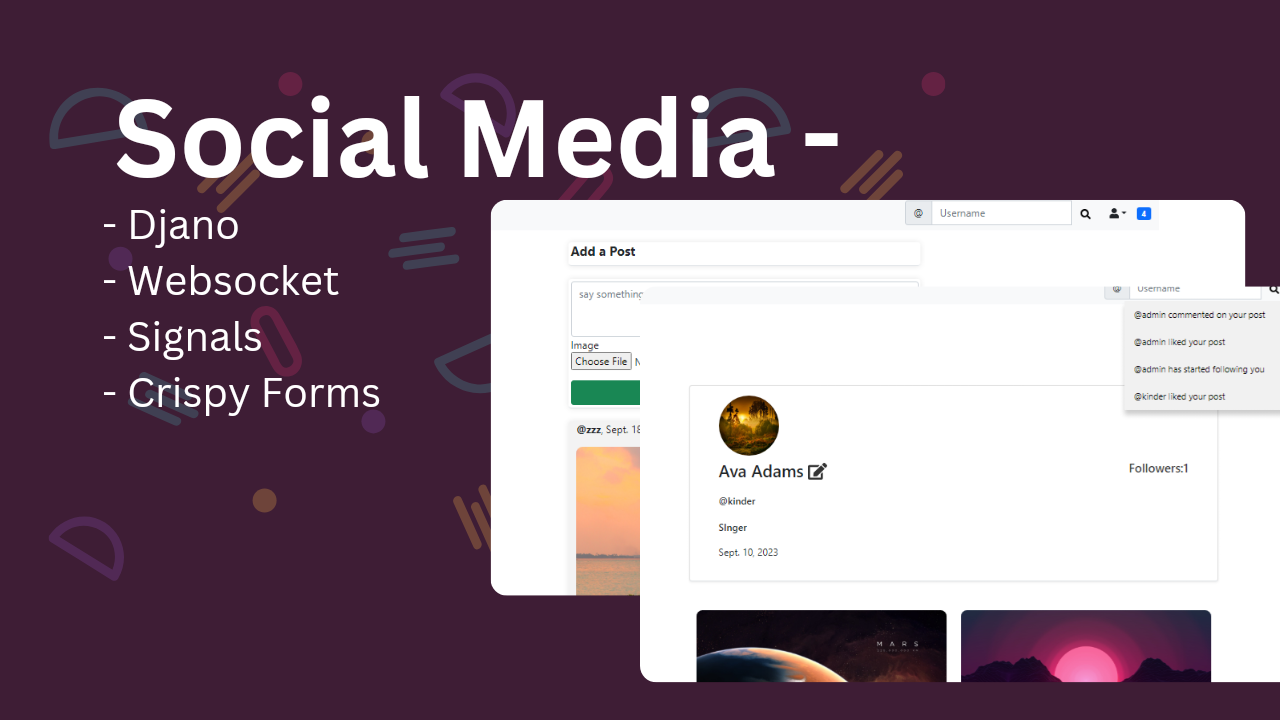 Social Media -
- Djano
- Websocket
- Signals
- Crispy Forms
@ Username
4
Add a Post
say something
Image
Choose File N
@zzz, Sept. 18
@ Username
@admin commented on your post
@admin liked your post
@admin has started following you
@kinder liked your post
Ava Adams
Followers:1
@kinder
SInger
Sept. 10, 2023
MARS